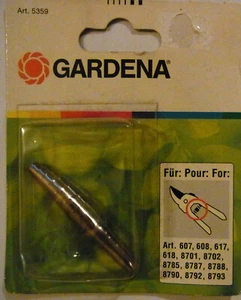 Art. 5359
GARDENA
Für: Pour: For:
Art. 607, 608, 617,
618, 8701, 8702,
8785, 8787, 8788,
8790, 8792, 8793